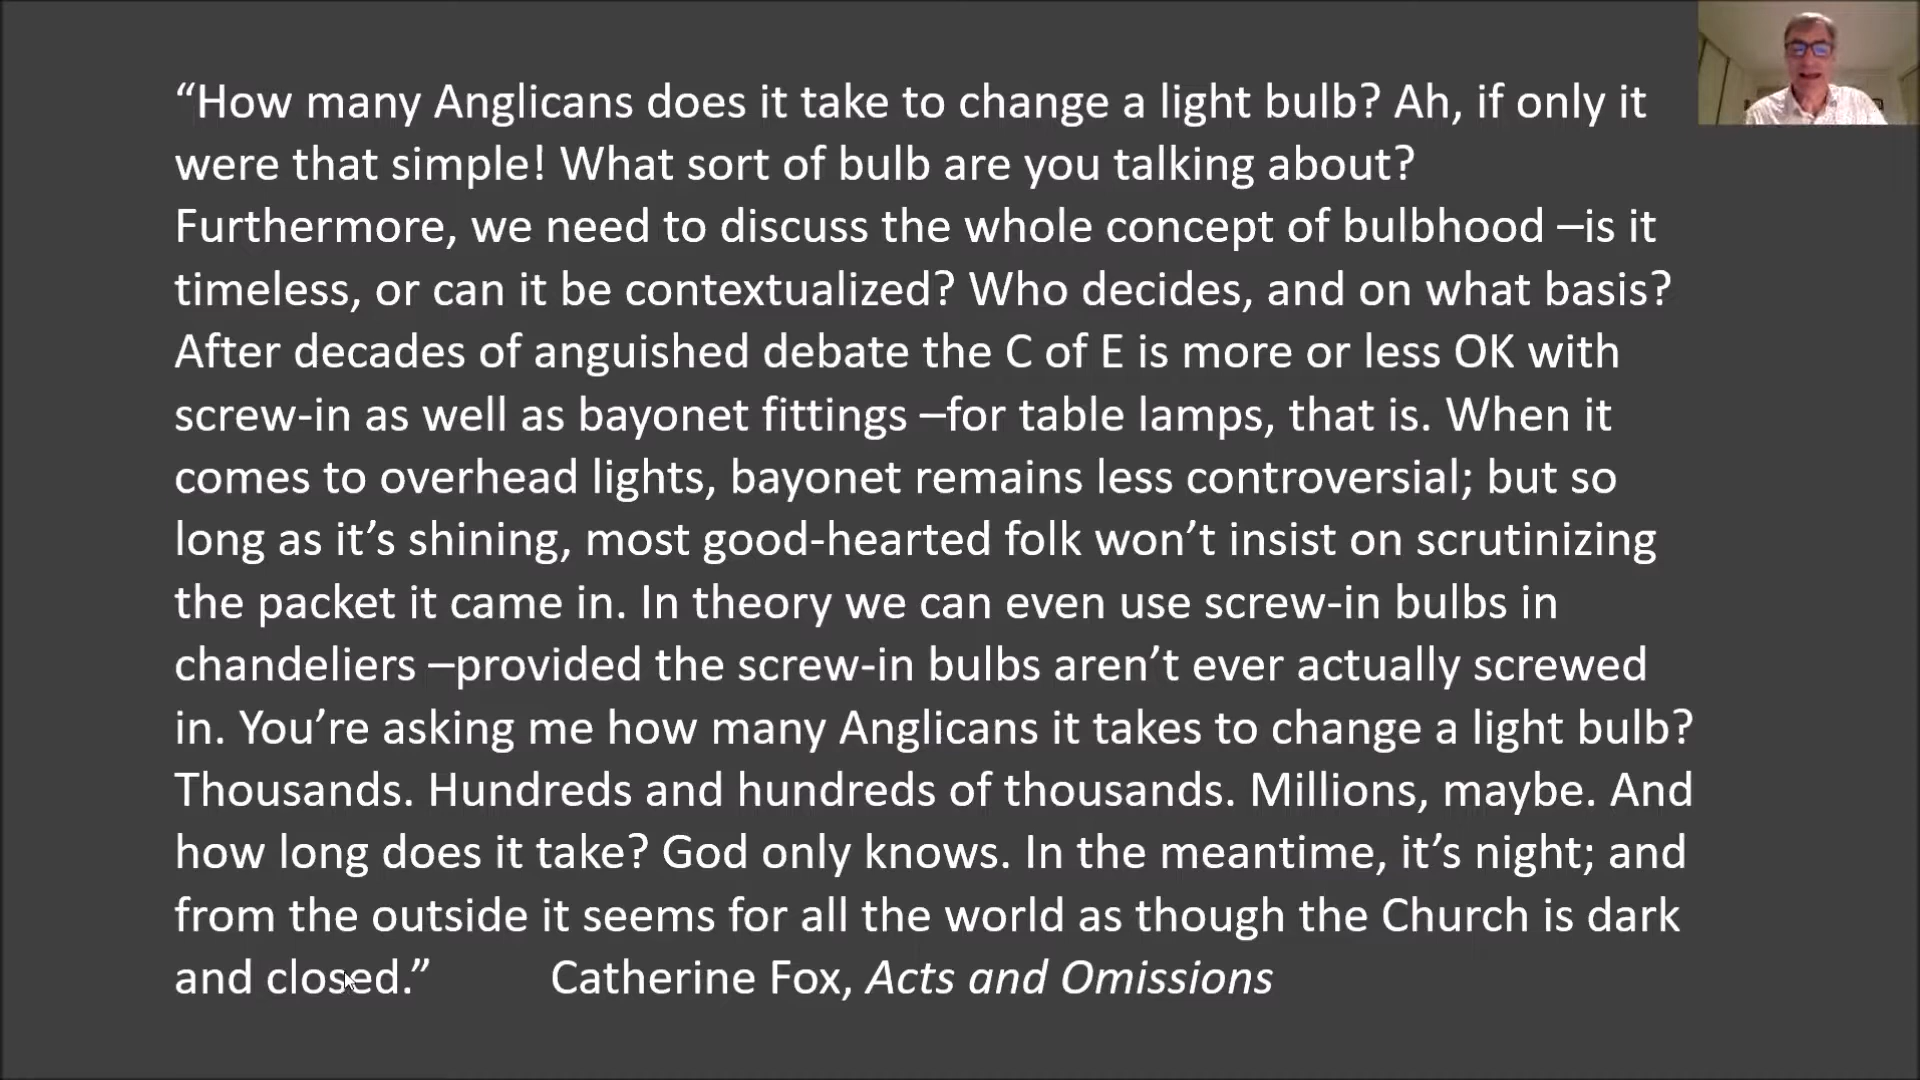 “How many Anglicans does it take to change a light bulb? Ah, if only it
were that simple! What sort of bulb are you talking about?
Furthermore, we need to discuss the whole concept of bulbhood –is it
timeless, or can it be contextualized? Who decides, and on what basis?
After decades of anguished debate the C of E is more or less OK with
screw-in as well as bayonet fittings –for table lamps, that is. When it
comes to overhead lights, bayonet remains less controversial; but so
long as it’s shining, most good-hearted folk won’t insist on scrutinizing
the packet it came in. In theory we can even use screw-in bulbs in
chandeliers –provided the screw-in bulbs aren’t ever actually screwed
in. You’re asking me how many Anglicans it takes to change a light bulb?
Thousands. Hundreds and hundreds of thousands. Millions, maybe. And
how long does it take? God only knows. In the meantime, it’s night; and
from the outside it seems for all the world as though the Church is dark
and closed.” Catherine Fox, Acts and Omissions